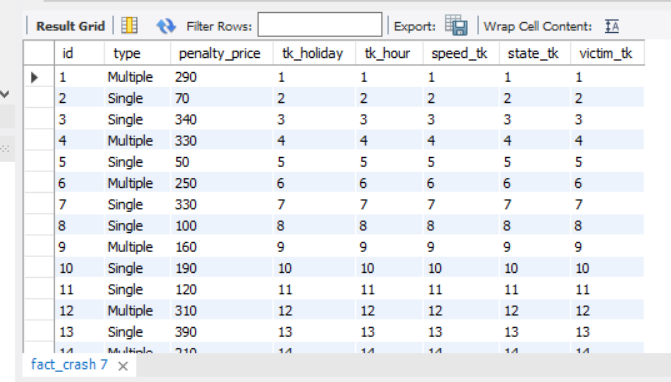 Result Grid Filter Rows: Export: Wrap Cell Content: IA
id type penalty_price tk_holiday tk_hour speed_tk state_tk victim_tk
1 Multiple 290 1 1 1 1 1
2 Single 70 2 2 2 2 2
3 Single 340 3 3 3 3 3
4 Multiple 330 4 4 4 4 4
5 Single 50 5 5 5 5 5
6 Multiple 250 6 6 6 6 6
7 Single 330 7 7 7 7 7
8 Single 100 8 8 8 8 8
9 Multiple 160 9 9 9 9 9
10 Single 190 10 10 10 10 10
11 Single 120 11 11 11 11 11
12 Multiple 310 12 12 12 12 12
13 Single 390 13 13 13 13 13
14 Multiple 210 14 14 14 14 14
fact_crash 7